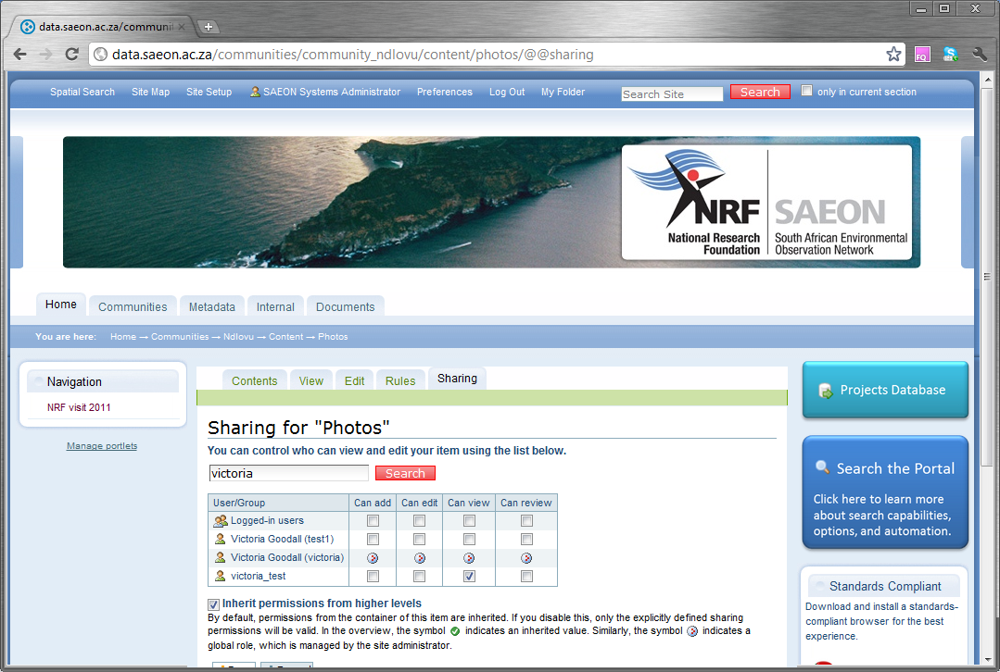 data.saeon.ac.za/communit
data.saeon.ac.za/communities/community_ndlovu/content/photos/@@sharing
FQ
Spatial Search Site Map Site Setup SAEON Systems Administrator Preferences Log Out My Folder Search Site Search only in current section
NRF SAEON
National Research Foundation
South African Environmental Observation Network
Home Communities Metadata Internal Documents
You are here: Home → Communities → Ndlovu → Content → Photos
Navigation
NRF visit 2011
Manage portlets
Contents View Edit Rules Sharing
Sharing for "Photos"
You can control who can view and edit your item using the list below.
victoria Search
User/Group Can add Can edit Can view Can review
Logged-in users
Victoria Goodall (test1)
Victoria Goodall (victoria)
victoria_test
Inherit permissions from higher levels
By default, permissions from the container of this item are inherited. If you disable this, only the explicitly defined sharing
permissions will be valid. In the overview, the symbol indicates an inherited value. Similarly, the symbol indicates a
global role, which is managed by the site administrator.
Projects Database
Search the Portal
Click here to learn more
about search capabilities,
options, and automation.
Standards Compliant
Download and install a standards-
compliant browser for the best
experience.